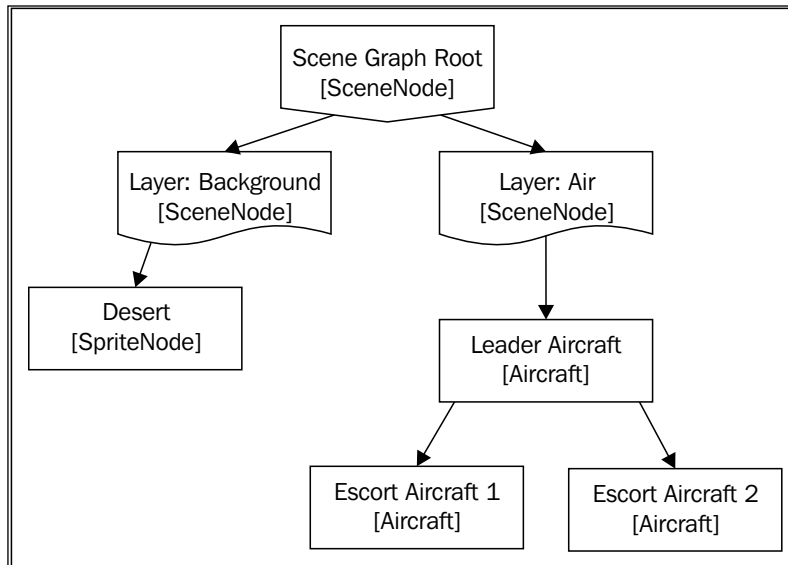 Scene Graph Root
[SceneNode]
Layer: Background
[SceneNode]
Layer: Air
[SceneNode]
Desert
[SpriteNode]
Leader Aircraft
[Aircraft]
Escort Aircraft 1
[Aircraft]
Escort Aircraft 2
[Aircraft]